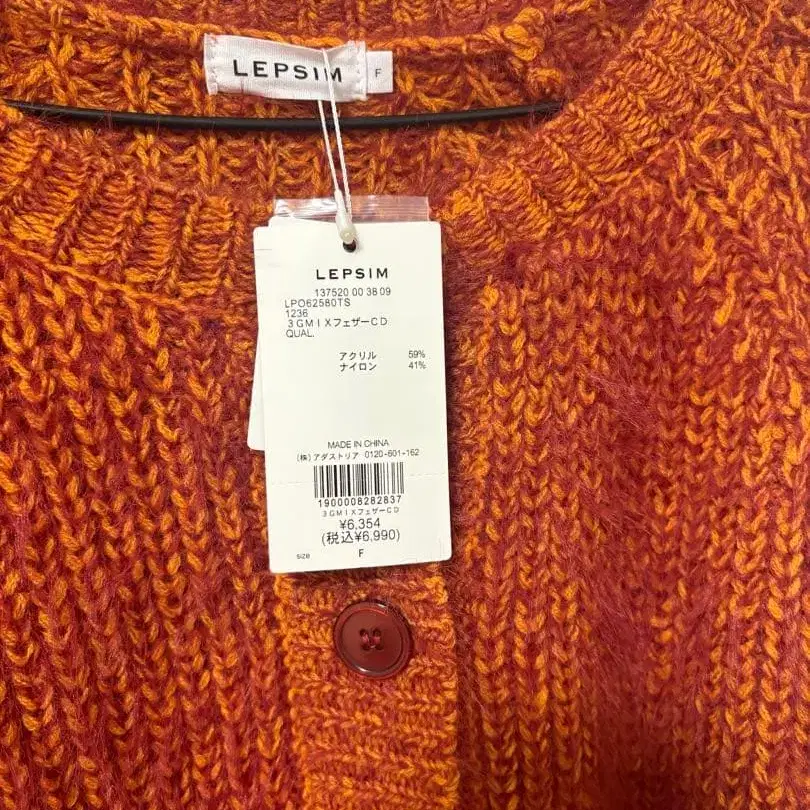 LEPSIM
F
LEPSIM
137520 00 38 09
LPO62580TS
1236
3GMIXフェザーCD
QUAL.
アクリル 59%
ナイロン 41%
MADE IN CHINA
(株)アダストリア 0120-601-162
1900008282837
3GMIXフェザーCD
¥6,354
(税込¥6,990)
SIZE F